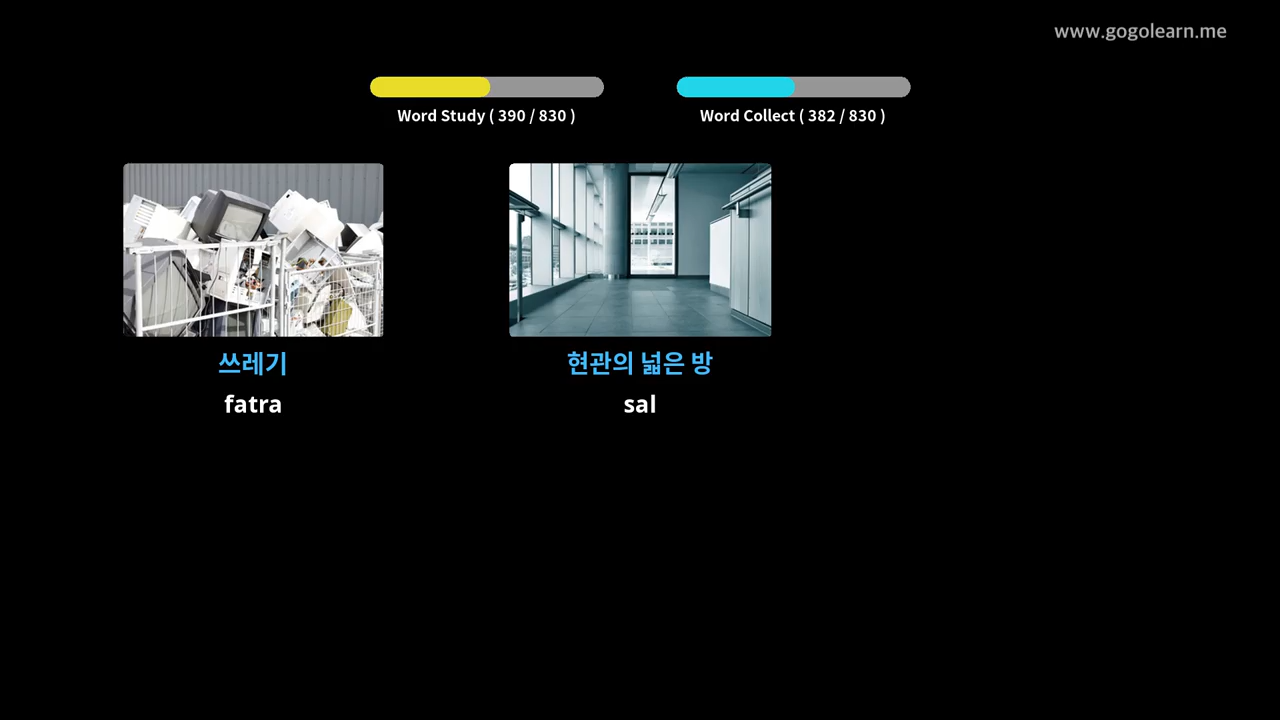 www.gogolearn.me
Word Study ( 390 / 830 )
Word Collect ( 382 / 830 )
쓰레기
fatra
현관의 넓은 방
sal